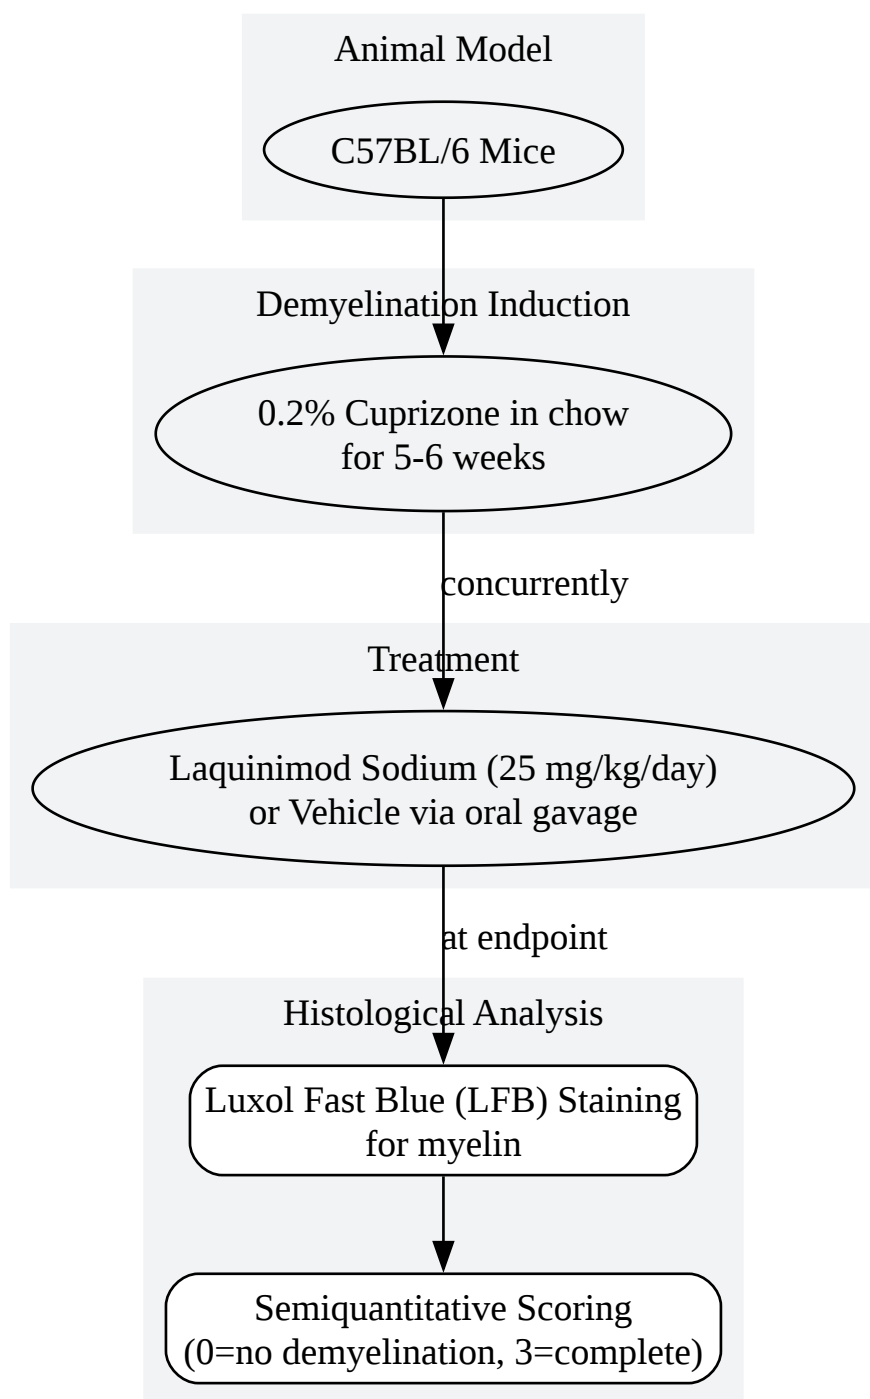 Animal Model
C57BL/6 Mice
Demyelination Induction
0.2% Cuprizone in chow
for 5-6 weeks
concurrently
Treatment
Laquinimod Sodium (25 mg/kg/day)
or Vehicle via oral gavage
at endpoint
Histological Analysis
Luxol Fast Blue (LFB) Staining
for myelin
Semiquantitative Scoring
(0=no demyelination, 3=complete)